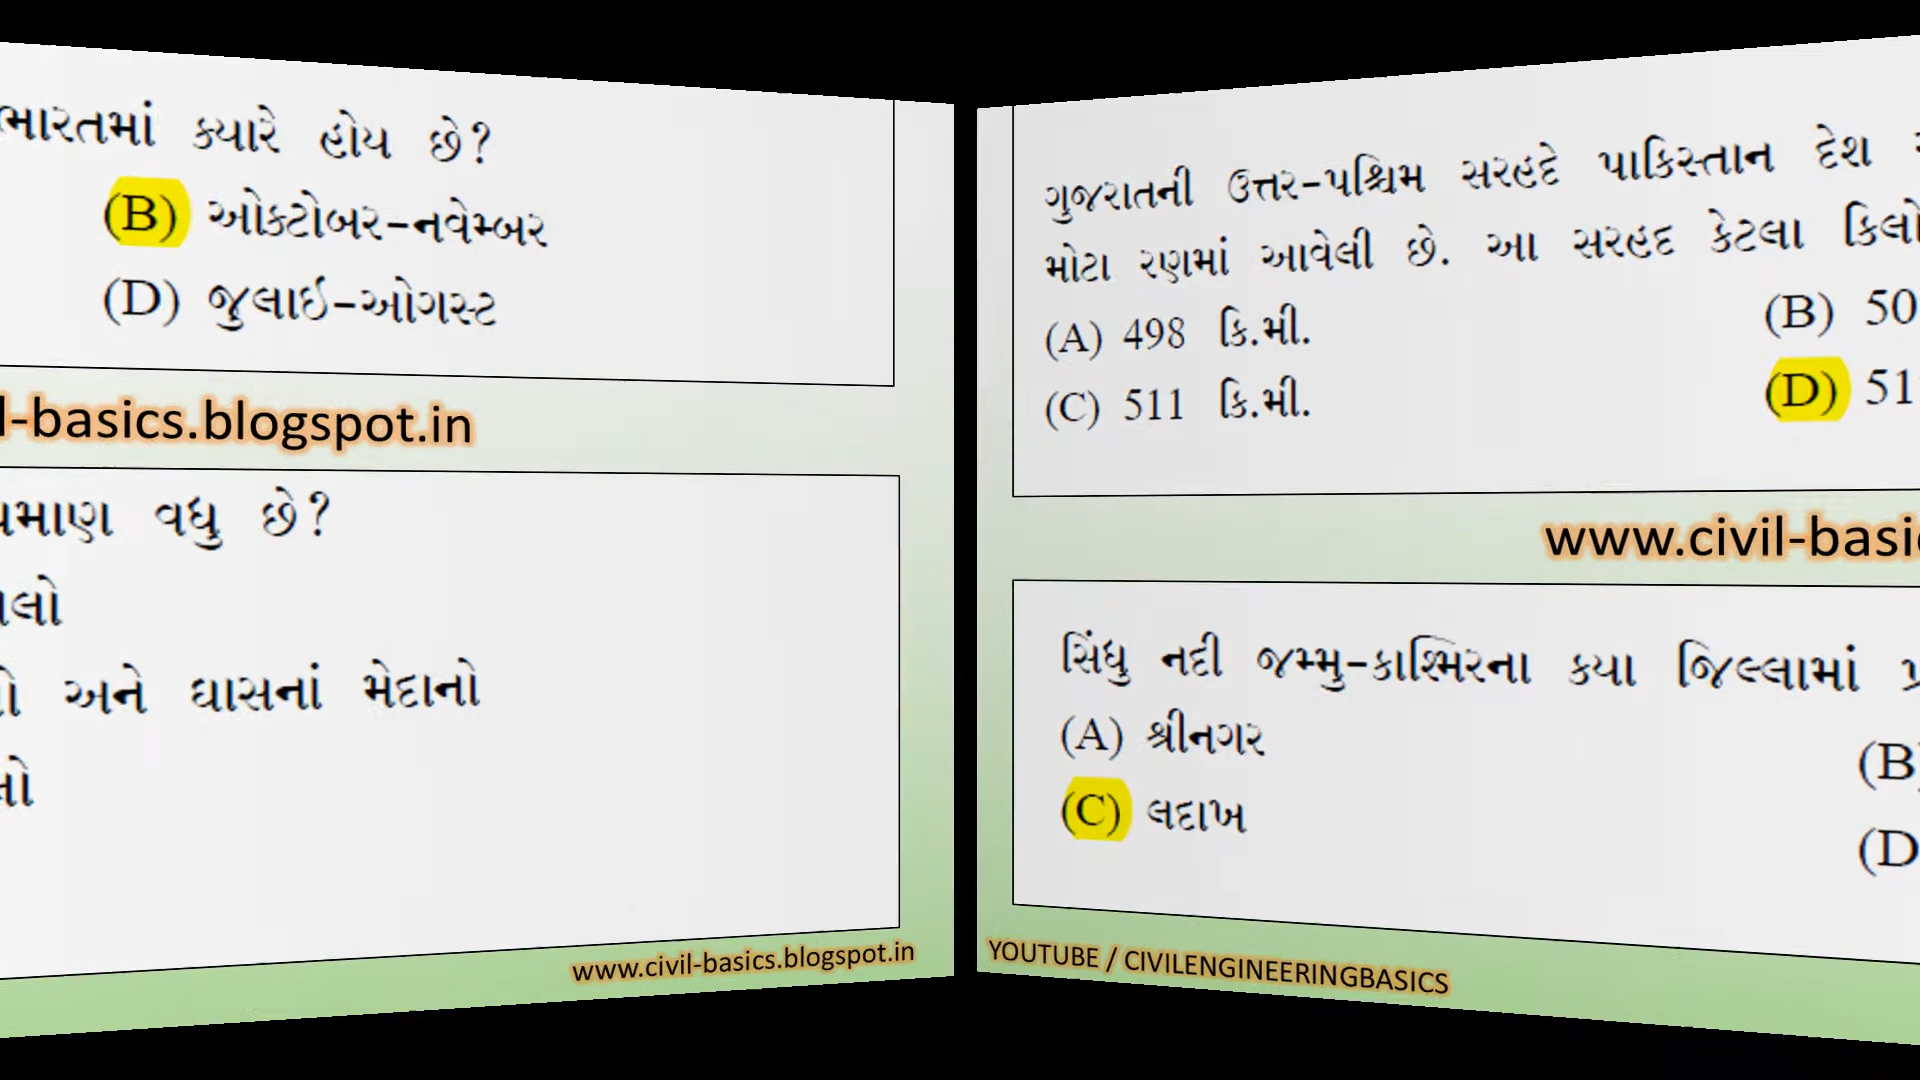 ભારતમાં ક્યારે હોય છે?
(B) ઓક્ટોબર-નવેમ્બર
(D) જુલાઇ-ઓગસ્ટ
l-basics.blogspot.in
વધુ છે?
અને ઘાસનાં મેદાનો
www.civil-basics.blogspot.in
ગુજરાતની ઉત્તર-પશ્ચિમ સરહદે પાકિસ્તાન દેશ
મોટા રણમાં આવેલી છે. આ સરહદ કેટલા
(A) 498 કિ.મી.
(B) 50
(C) 511 કિ.મી.
(D) 51
www.civil-basi
સિંધુ નદી જમ્મુ-કાશ્મિરના કયા જિલ્લામાં
(A) શ્રીનગર
(B)
(C) લદાખ
(D
YOUTUBE / CIVILENGINEERINGBASICS